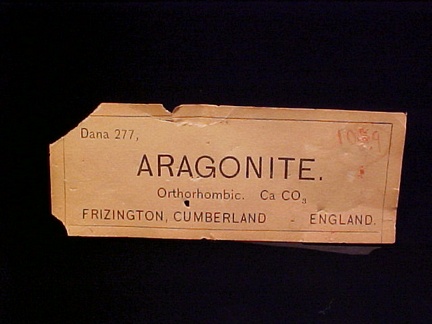 Dana 277,
ARAGONITE.
Orthorhombic. Ca CO₃
FRIZINGTON, CUMBERLAND - ENGLAND.